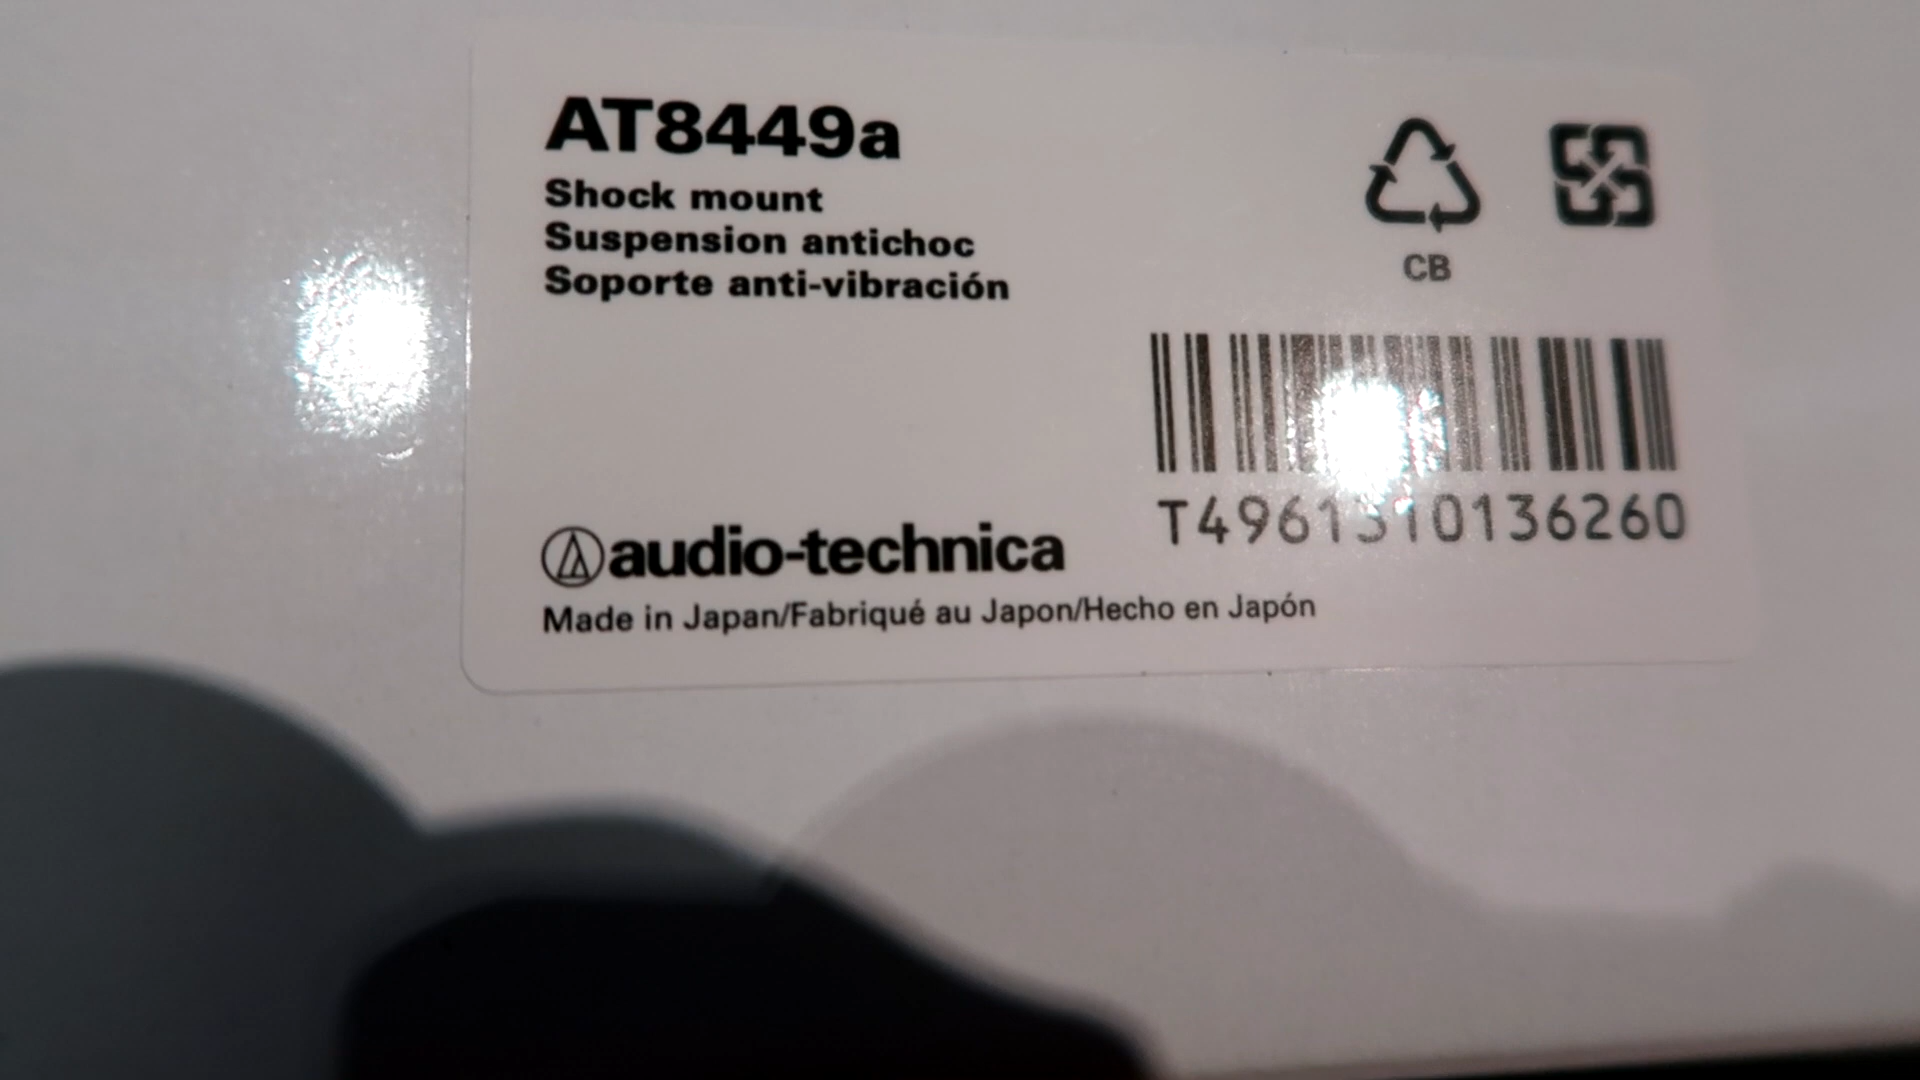 AT8449a
Shock mount
Suspension antichoc
Soporte anti-vibración
CB
T4961310136260
audio-technica
Made in Japan/Fabriqué au Japon/Hecho en Japón